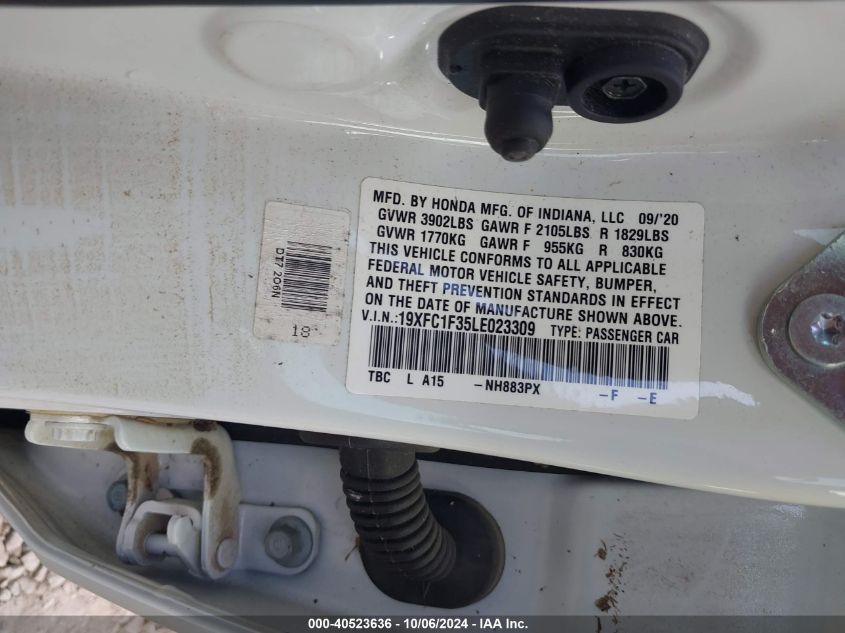 MFD. BY HONDA MFG. OF INDIANA, LLC 09/'20
GVWR 3902LBS GAWR F 2105LBS R 1829LBS
GVWR 1770KG GAWR F 955KG R 830KG
THIS VEHICLE CONFORMS TO ALL APPLICABLE
FEDERAL MOTOR VEHICLE SAFETY, BUMPER,
AND THEFT PREVENTION STANDARDS IN EFFECT
ON THE DATE OF MANUFACTURE SHOWN ABOVE.
V.I.N.:19XFC1F35LE023309 TYPE: PASSENGER CAR
TBC L A15 -NH883PX -F -E
DT7 206N
18
000-40523636 - 10/06/2024 - IAA Inc.